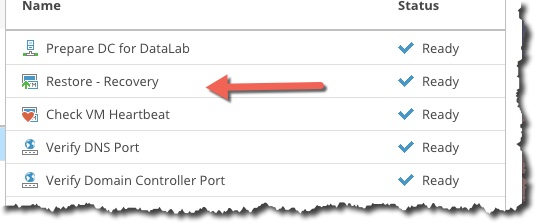 Name Status
Prepare DC for DataLab Ready
Restore - Recovery Ready
Check VM Heartbeat Ready
Verify DNS Port Ready
Verify Domain Controller Port Ready